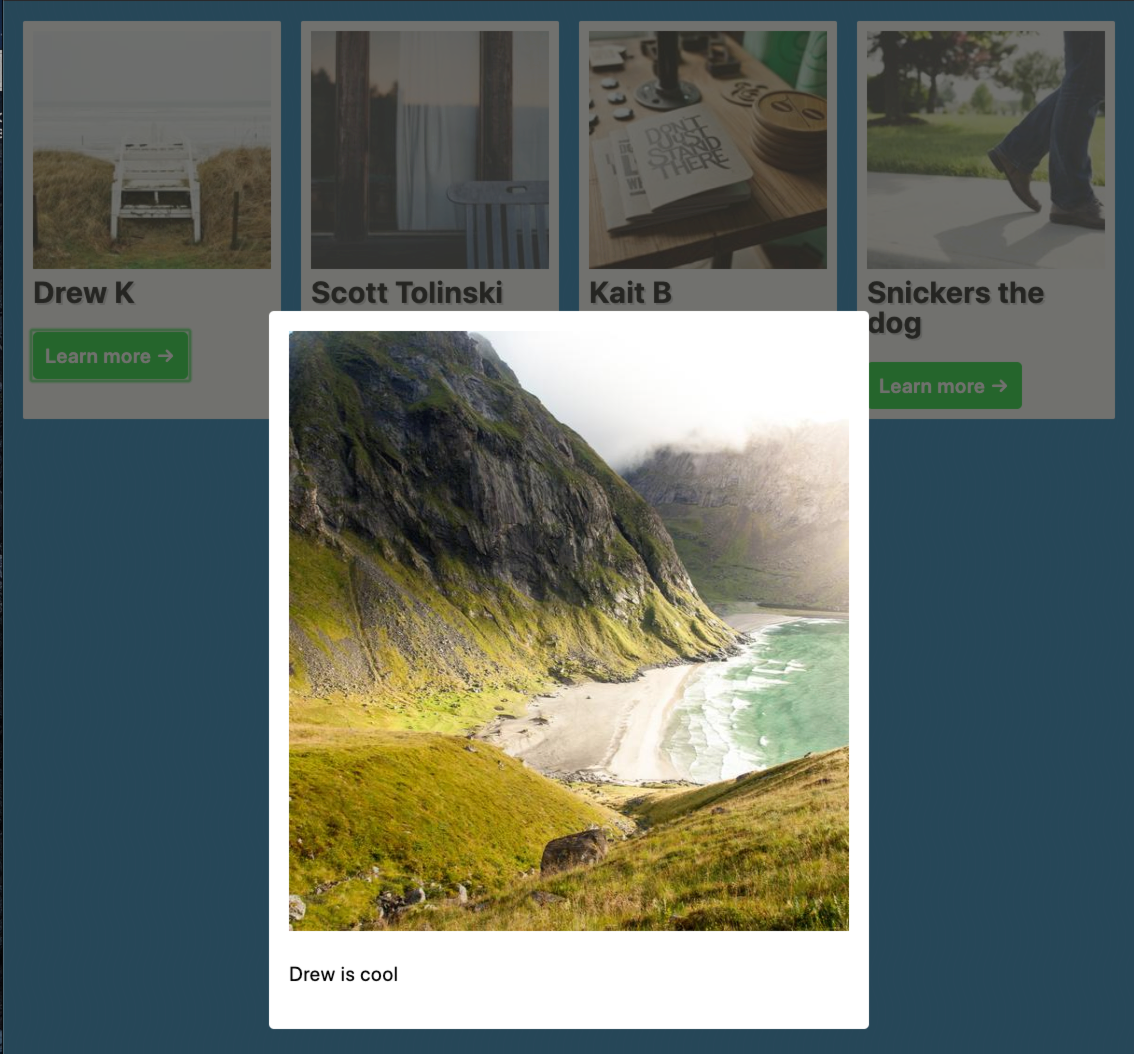 DON'T
JUST
STAND
THERE
Drew K
Scott Tolinski
Kait B
Snickers the
dog
Learn more →
Learn more →
Drew is cool